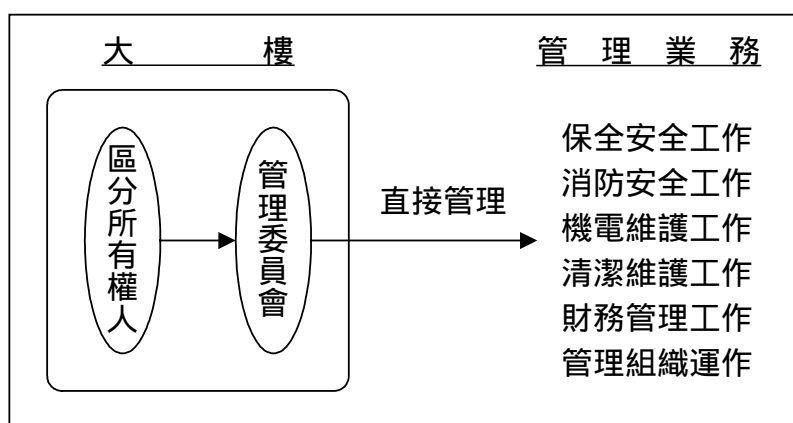 大樓
管理業務
區分所有權人
管理委員會
直接管理
保全安全工作
消防安全工作
機電維護工作
清潔維護工作
財務管理工作
管理組織運作